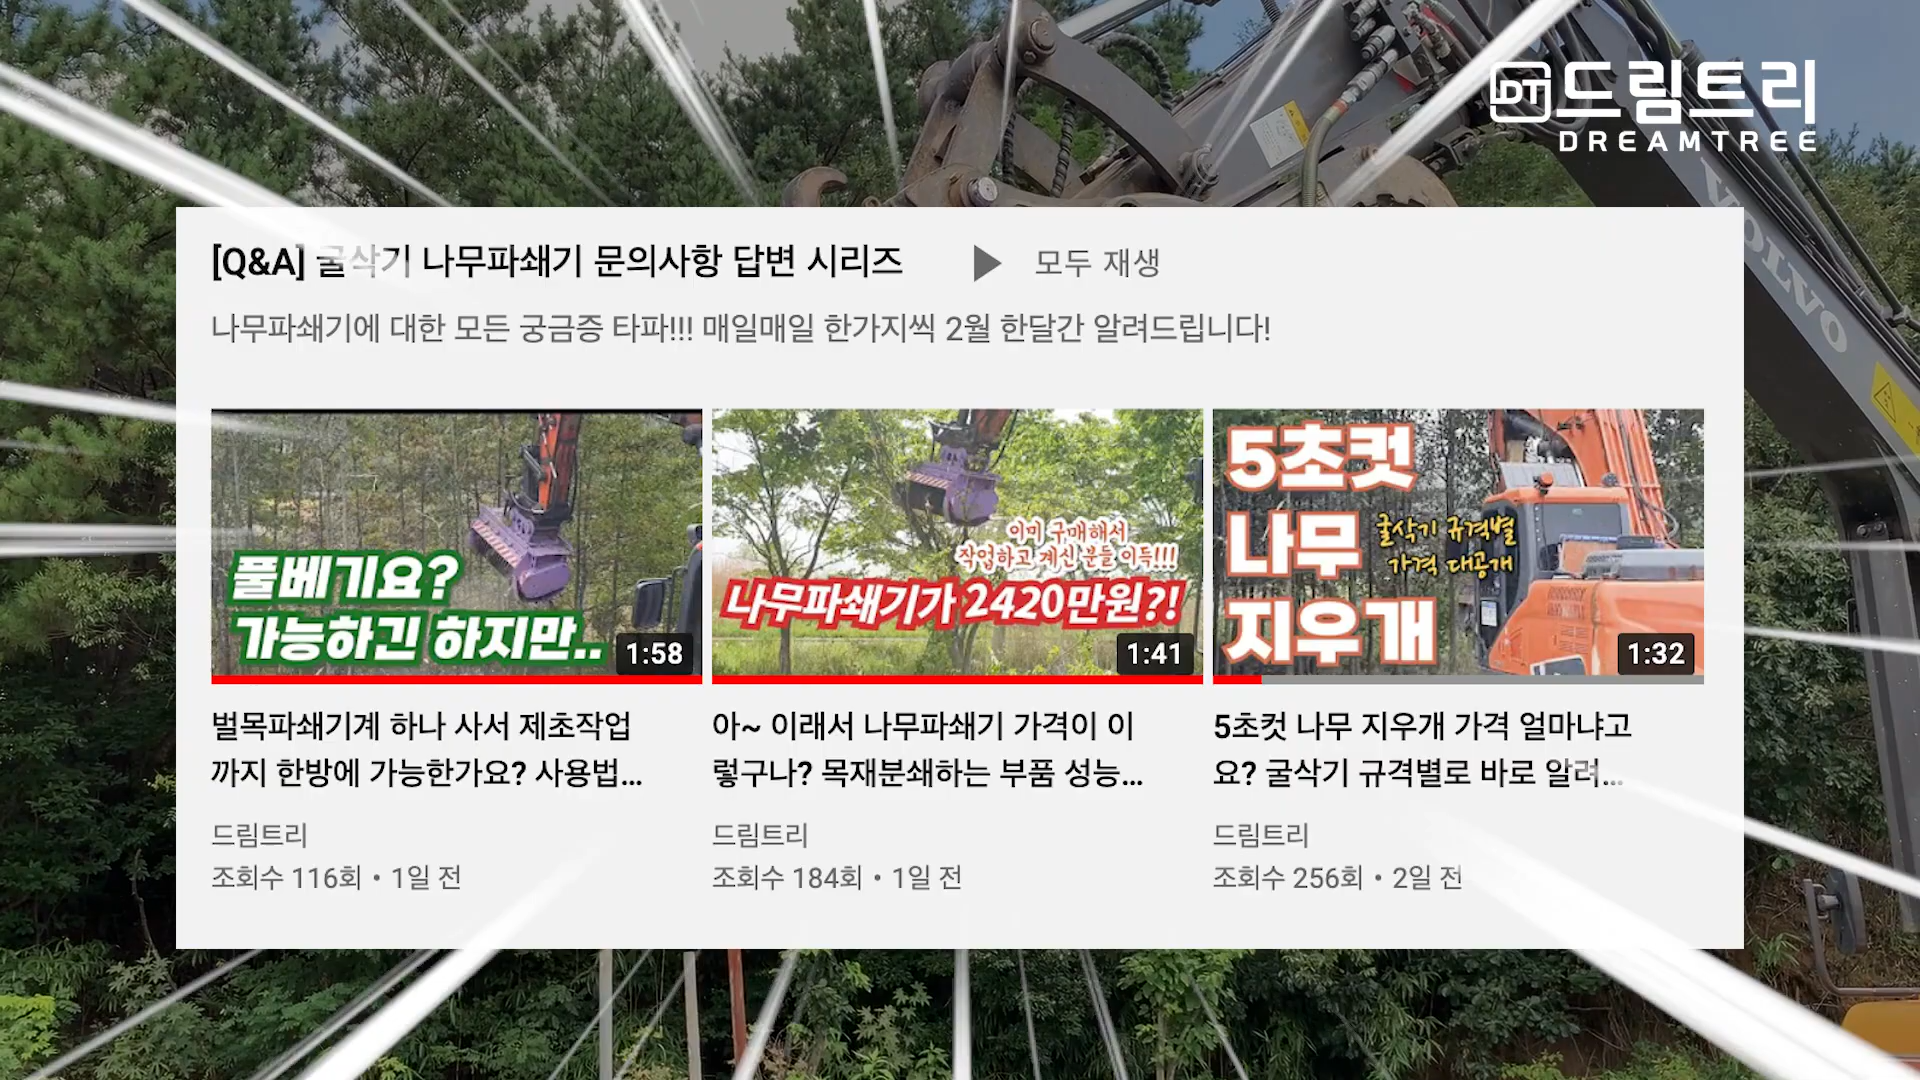 DT 드림트리
DREAMTREE
VOLVO
[Q&A] 굴삭기 나무파쇄기 문의사항 답변 시리즈
모두 재생
나무파쇄기에 대한 모든 궁금증 타파!!! 매일매일 한가지씩 2월 한달간 알려드립니다!
풀베기요?
가능하긴 하지만..
1:58
이미 구매해서
작업하고 계신 분들 이득!!!
나무파쇄기가 2420만원?!
1:41
5초컷
나무
지우개
굴삭기 규격별
가격 대공개
1:32
벌목파쇄기계 하나 사서 제초작업
까지 한방에 가능한가요? 사용법...
드림트리
조회수 116회 • 1일 전
아~ 이래서 나무파쇄기 가격이 이
렇구나? 목재분쇄하는 부품 성능...
드림트리
조회수 184회 • 1일 전
5초컷 나무 지우개 가격 얼마냐고
요? 굴삭기 규격별로 바로 알려...
드림트리
조회수 256회 • 2일 전